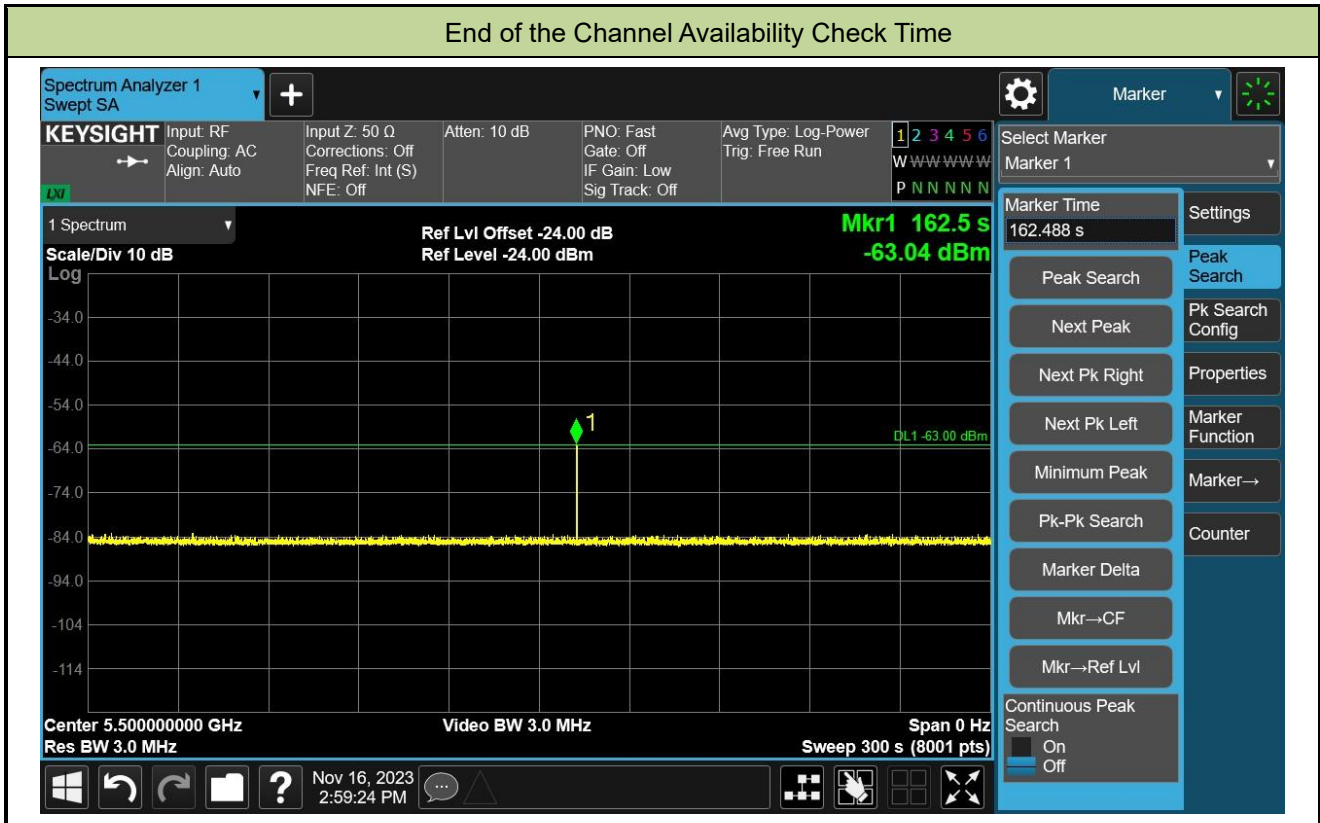 End of the Channel Availability Check Time
Spectrum Analyzer 1
Swept SA
Marker
KEYSIGHT
LXI
Input: RF
Coupling: AC
Align: Auto
Input Z: 50 Ω
Corrections: Off
Freq Ref: Int (S)
NFE: Off
Atten: 10 dB
PNO: Fast
Gate: Off
IF Gain: Low
Sig Track: Off
Avg Type: Log-Power
Trig: Free Run
1 2 3 4 5 6
W W W W W W
P N N N N N
1 Spectrum
Scale/Div 10 dB
Ref Lvl Offset -24.00 dB
Ref Level -24.00 dBm
Mkr1 162.5 s
-63.04 dBm
Log
-34.0
-44.0
-54.0
-64.0
-74.0
-84.0
-94.0
-104
-114
1
DL1 -63.00 dBm
Center 5.500000000 GHz
Res BW 3.0 MHz
Video BW 3.0 MHz
Span 0 Hz
Sweep 300 s (8001 pts)
Select Marker
Marker 1
Marker Time
162.488 s
Peak Search
Next Peak
Next Pk Right
Next Pk Left
Minimum Peak
Pk-Pk Search
Marker Delta
Mkr→CF
Mkr→Ref Lvl
Continuous Peak
Search
On
Off
Settings
Peak
Search
Pk Search
Config
Properties
Marker
Function
Marker→
Counter
?
Nov 16, 2023
2:59:24 PM